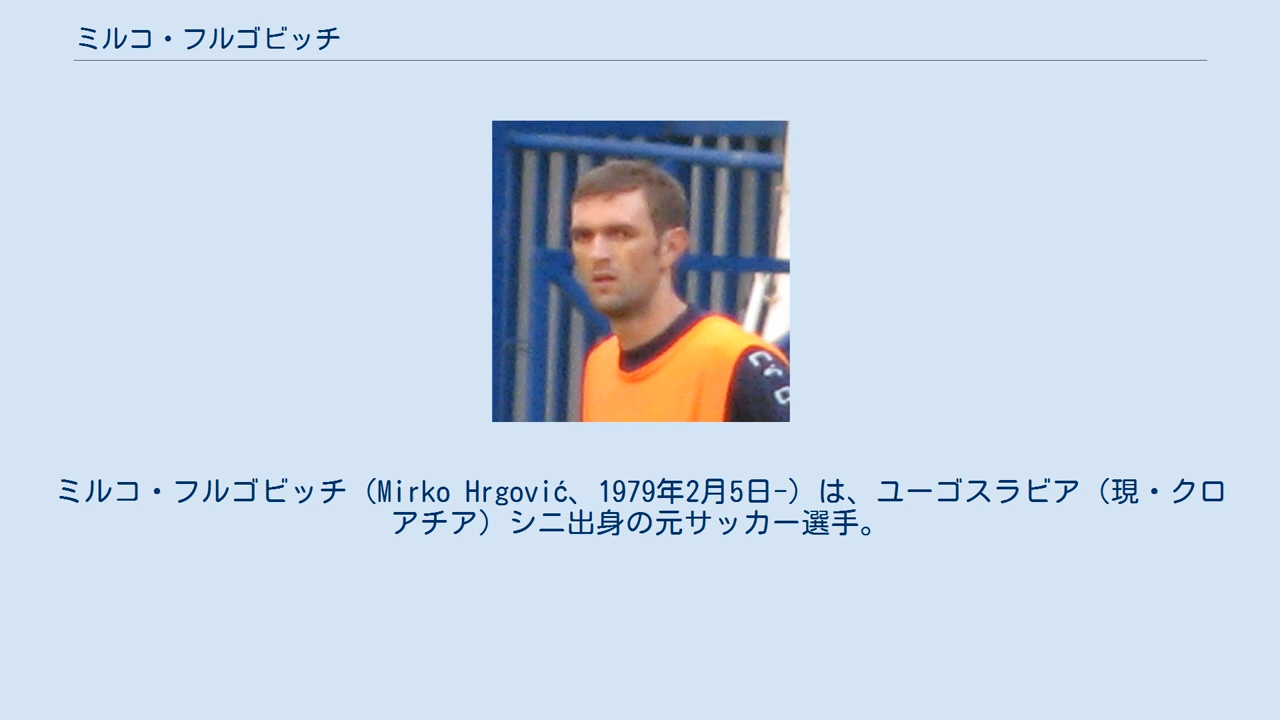 ミルコ・フルゴビッチ
ミルコ・フルゴビッチ（Mirko Hrgović、1979年2月5日-）は、ユーゴスラビア（現・クロ
アチア）シニ出身の元サッカー選手。